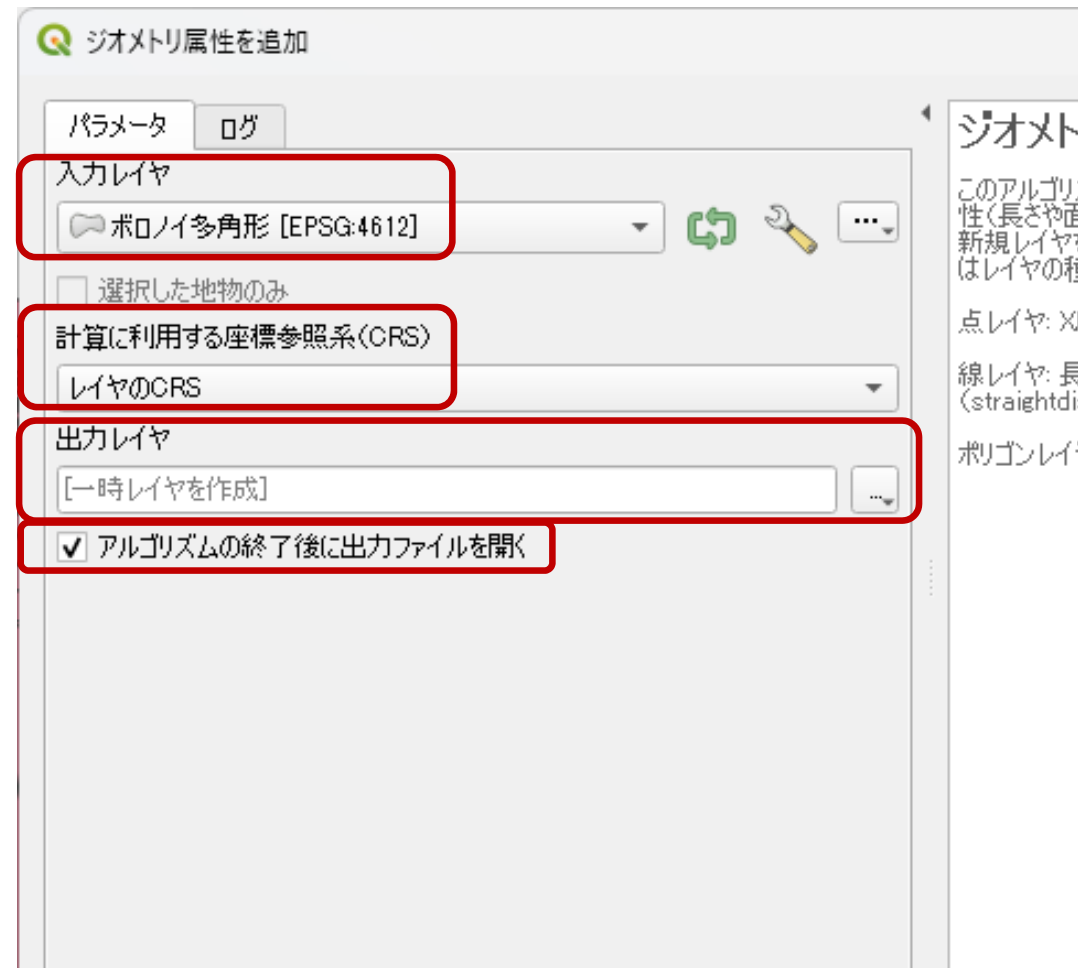 ジオメトリ属性を追加
パラメータ
ログ
入力レイヤ
ボロノイ多角形 [EPSG:4612]
...
選択した地物のみ
計算に利用する座標参照系(CRS)
レイヤのCRS
出力レイヤ
[一時レイヤを作成]
...
アルゴリズムの終了後に出力ファイルを開く
ジオメト
このアルゴリ
性(長さや面
新規レイヤ
はレイヤの種
点レイヤ: X
線レイヤ: 長
(straightdi
ポリゴンレイ